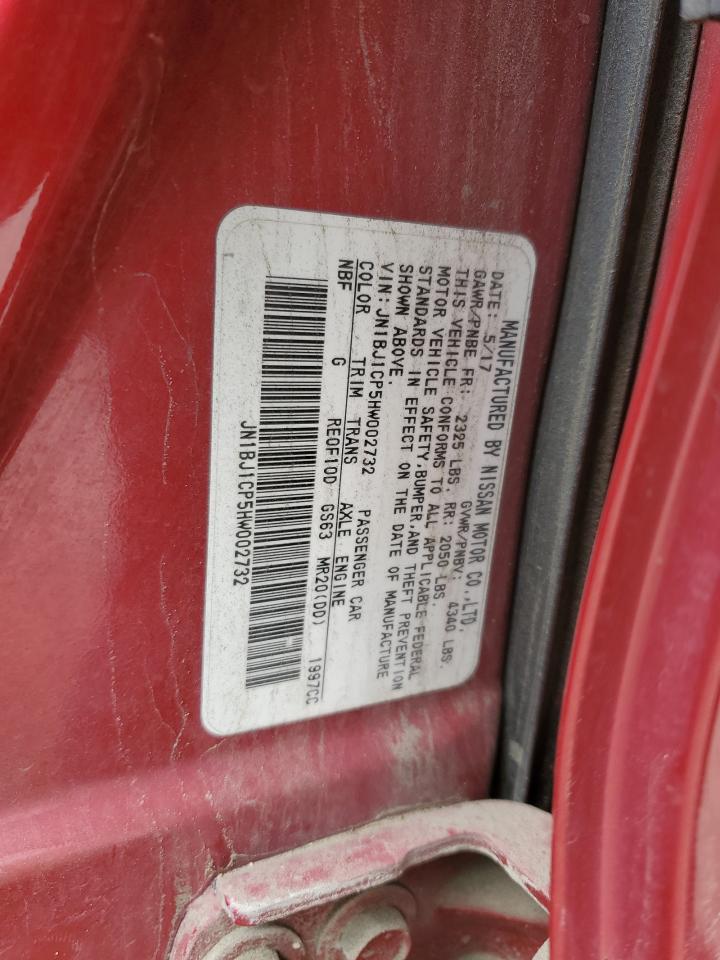 MANUFACTURED BY NISSAN MOTOR CO.,LTD.
DATE: 5/17 GVWR/PNBV: 4340 LBS.
GAWR/PNBE FR: 2325 LBS. RR: 2050 LBS.
THIS VEHICLE CONFORMS TO ALL APPLICABLE FEDERAL
MOTOR VEHICLE SAFETY,BUMPER,AND THEFT PREVENTION
STANDARDS IN EFFECT ON THE DATE OF MANUFACTURE
SHOWN ABOVE.
VIN:JN1BJ1CP5HW002732 PASSENGER CAR
COLOR TRIM TRANS AXLE ENGINE
NBF G RE0F10D GS63 MR20(DD) 1997CC
JN1BJ1CP5HW002732